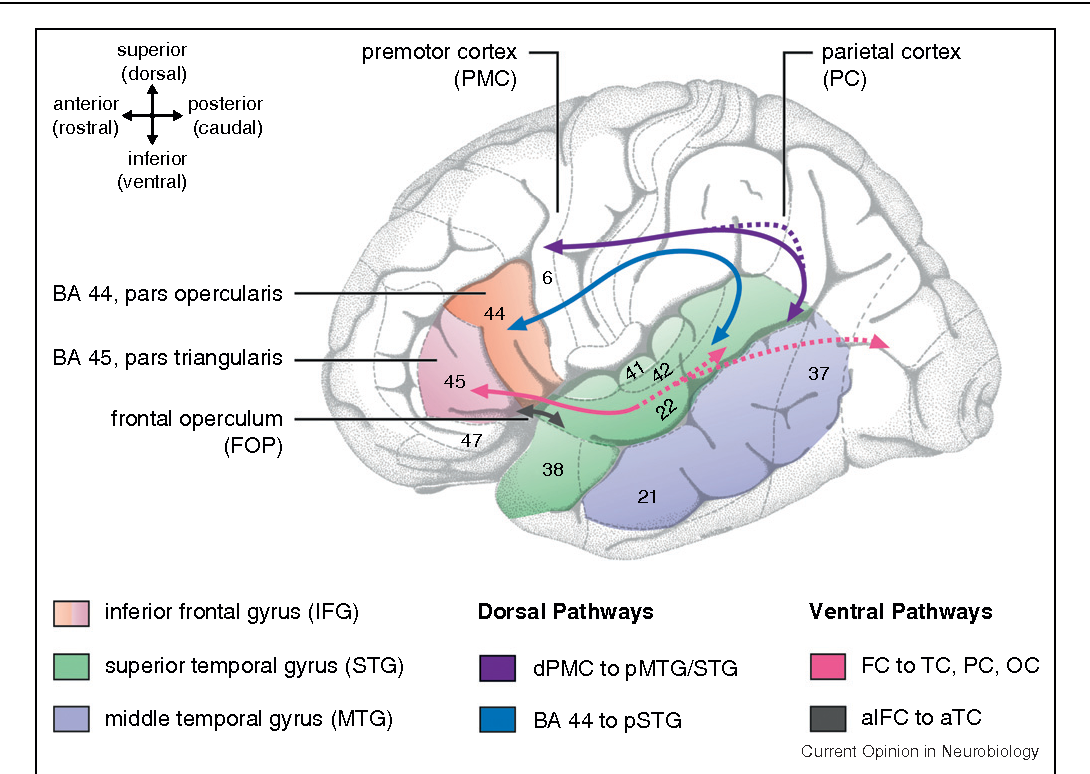 superior
(dorsal)
anterior
(rostral)
posterior
(caudal)
inferior
(ventral)
premotor cortex
(PMC)
parietal cortex
(PC)
BA 44, pars opercularis
BA 45, pars triangularis
frontal operculum
(FOP)
6
44
45
47
41
42
22
38
21
37
inferior frontal gyrus (IFG)
superior temporal gyrus (STG)
middle temporal gyrus (MTG)
Dorsal Pathways
dPMC to pMTG/STG
BA 44 to pSTG
Ventral Pathways
FC to TC, PC, OC
aIFC to aTC
Current Opinion in Neurobiology